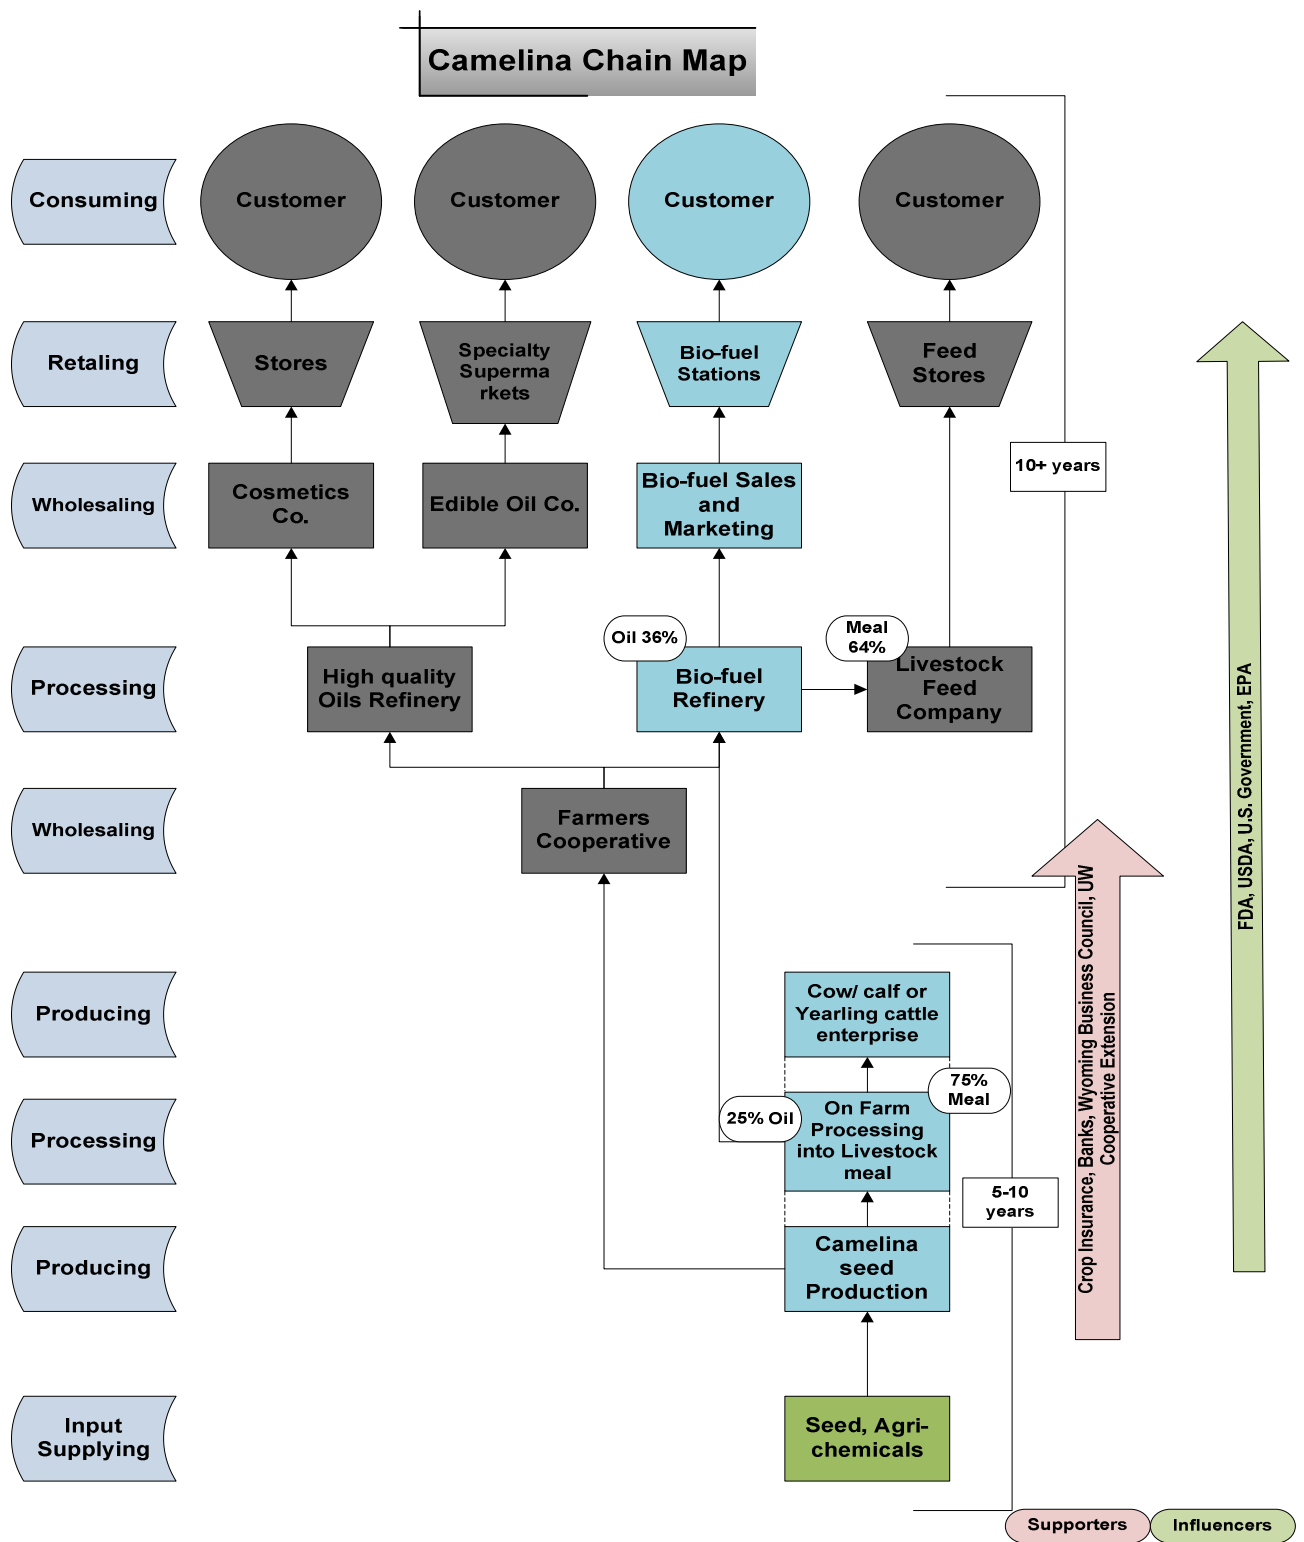 Camelina Chain Map
Consuming
Customer
Customer
Customer
Customer
Retaling
Stores
Specialty
Superma
rkets
Bio-fuel
Stations
Feed
Stores
10+ years
Wholesaling
Cosmetics
Co.
Edible Oil Co.
Bio-fuel Sales
and
Marketing
Oil 36%
Meal
64%
Processing
High quality
Oils Refinery
Bio-fuel
Refinery
Livestock
Feed
Company
Wholesaling
Farmers
Cooperative
Producing
Cow/ calf or
Yearling cattle
enterprise
75%
Meal
25% Oil
Processing
On Farm
Processing
into Livestock
meal
5-10
years
Producing
Camelina
seed
Production
Input
Supplying
Seed, Agri-
chemicals
Crop Insurance, Banks, Wyoming Business Council, UW
Cooperative Extension
FDA, USDA, U.S. Government, EPA
Supporters
Influencers